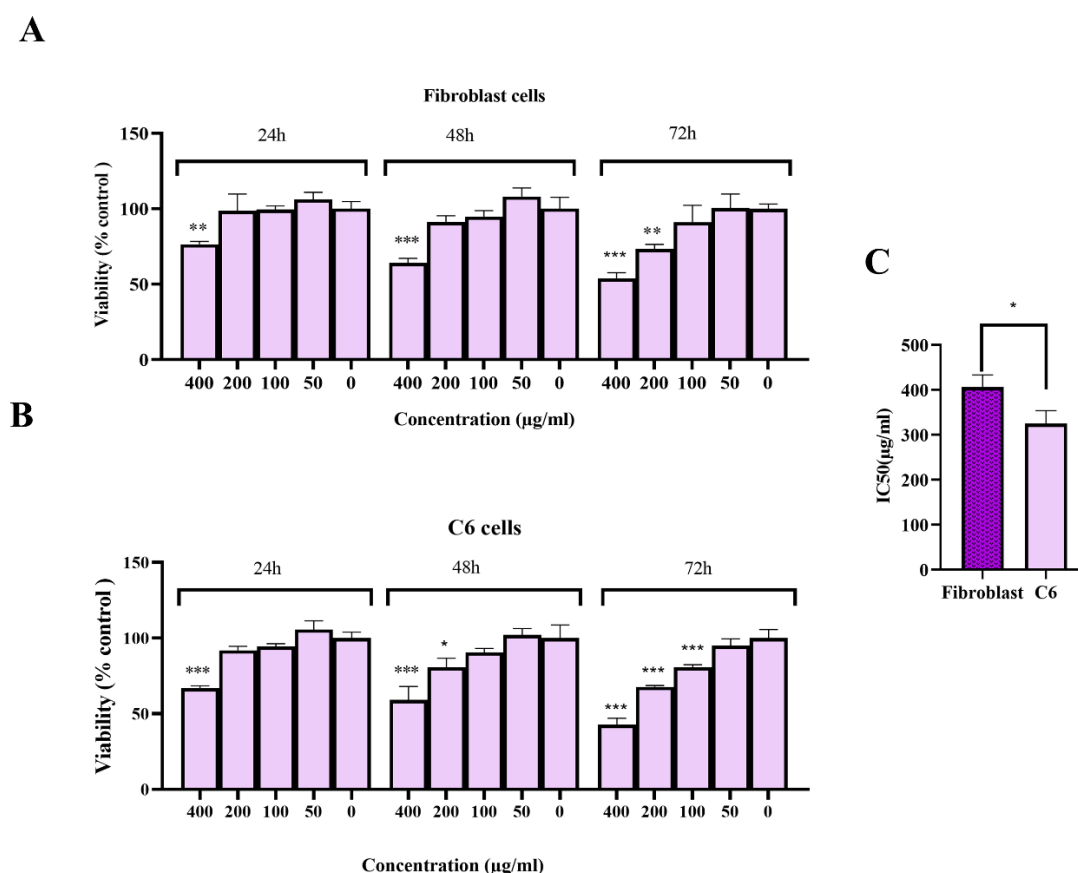 A
Fibroblast cells
24h 48h 72h
Viability (% control )
150
100
50
0
** *** *** **
400 200 100 50 0 400 200 100 50 0 400 200 100 50 0
Concentration (µg/ml)
B
C6 cells
24h 48h 72h
Viability (% control )
150
100
50
0
*** *** * *** *** ***
400 200 100 50 0 400 200 100 50 0 400 200 100 50 0
Concentration (µg/ml)
C
*
IC50(µg/ml)
500
400
300
200
100
0
Fibroblast C6